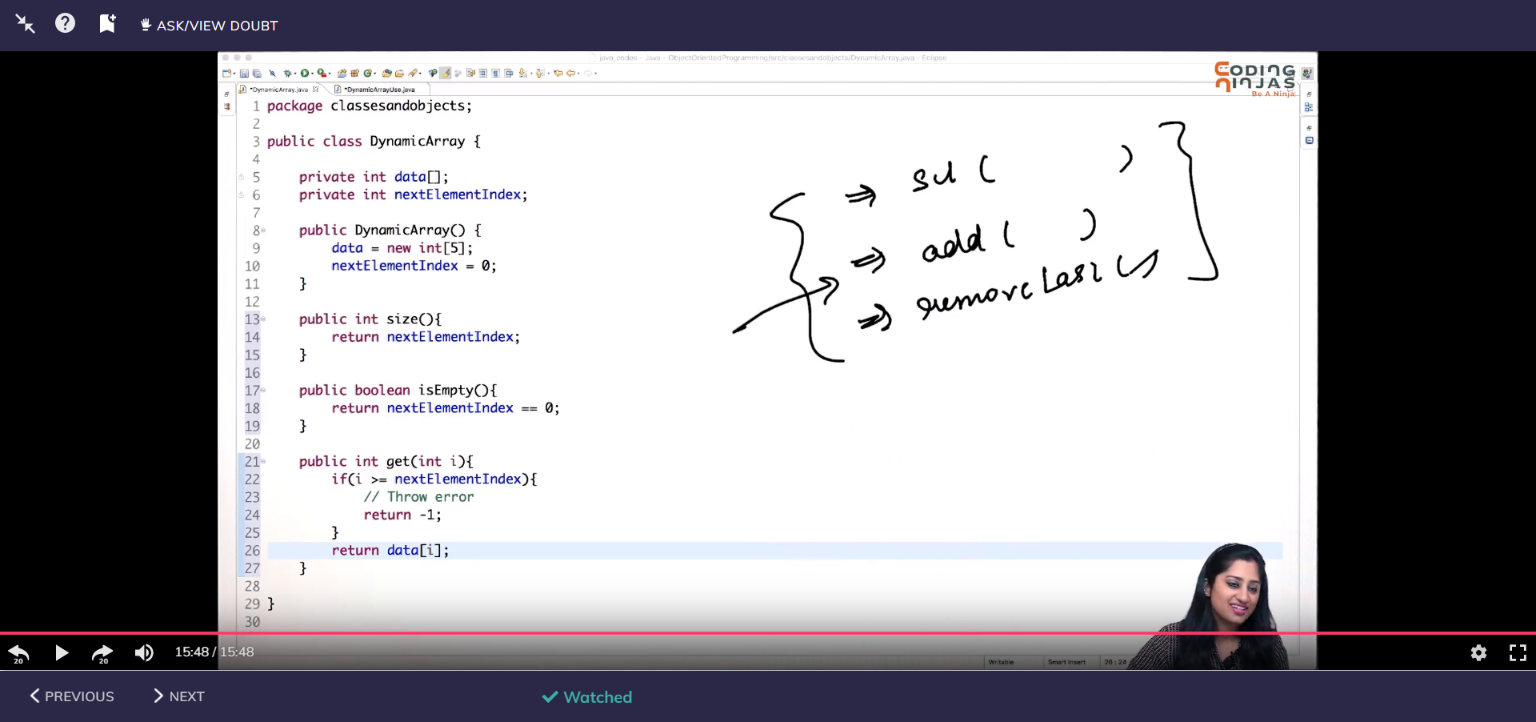 ASK/VIEW DOUBT
java_codes - Java - ObjectOrientedProgramming/src/classesandobjects/DynamicArray.java - Eclipse
*DynamicArray.java
*DynamicArrayUse.java
CODING
NINJAS
Be A Ninja
1 package classesandobjects;
2
3 public class DynamicArray {
4
5 private int data[];
6 private int nextElementIndex;
7
8 public DynamicArray() {
9 data = new int[5];
10 nextElementIndex = 0;
11 }
12
13 public int size(){
14 return nextElementIndex;
15 }
16
17 public boolean isEmpty(){
18 return nextElementIndex == 0;
19 }
20
21 public int get(int i){
22 if(i >= nextElementIndex){
23 // Throw error
24 return -1;
25 }
26 return data[i];
27 }
28
29 }
30
⇒ set ( )
⇒ add ( )
⇒ removeLast ()
20
20
15:48 / 15:48
Writable
Smart Insert
26 : 24
PREVIOUS
NEXT
Watched